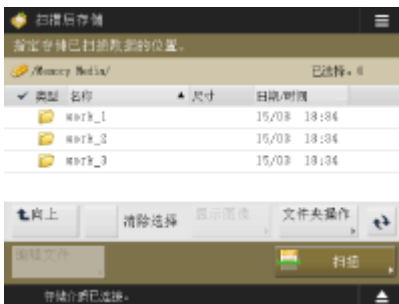 扫描后存储
指定存储已扫描数据的位置。
/Memory Media/ 已选择: 0
类型 名称 ▲ 尺寸 日期/时间
work_1 15/03 18:34
work_2 15/03 18:34
work_3 15/03 18:34
向上 清除选择 显示图像 文件夹操作
编辑文件 扫描
存储介质已连接。